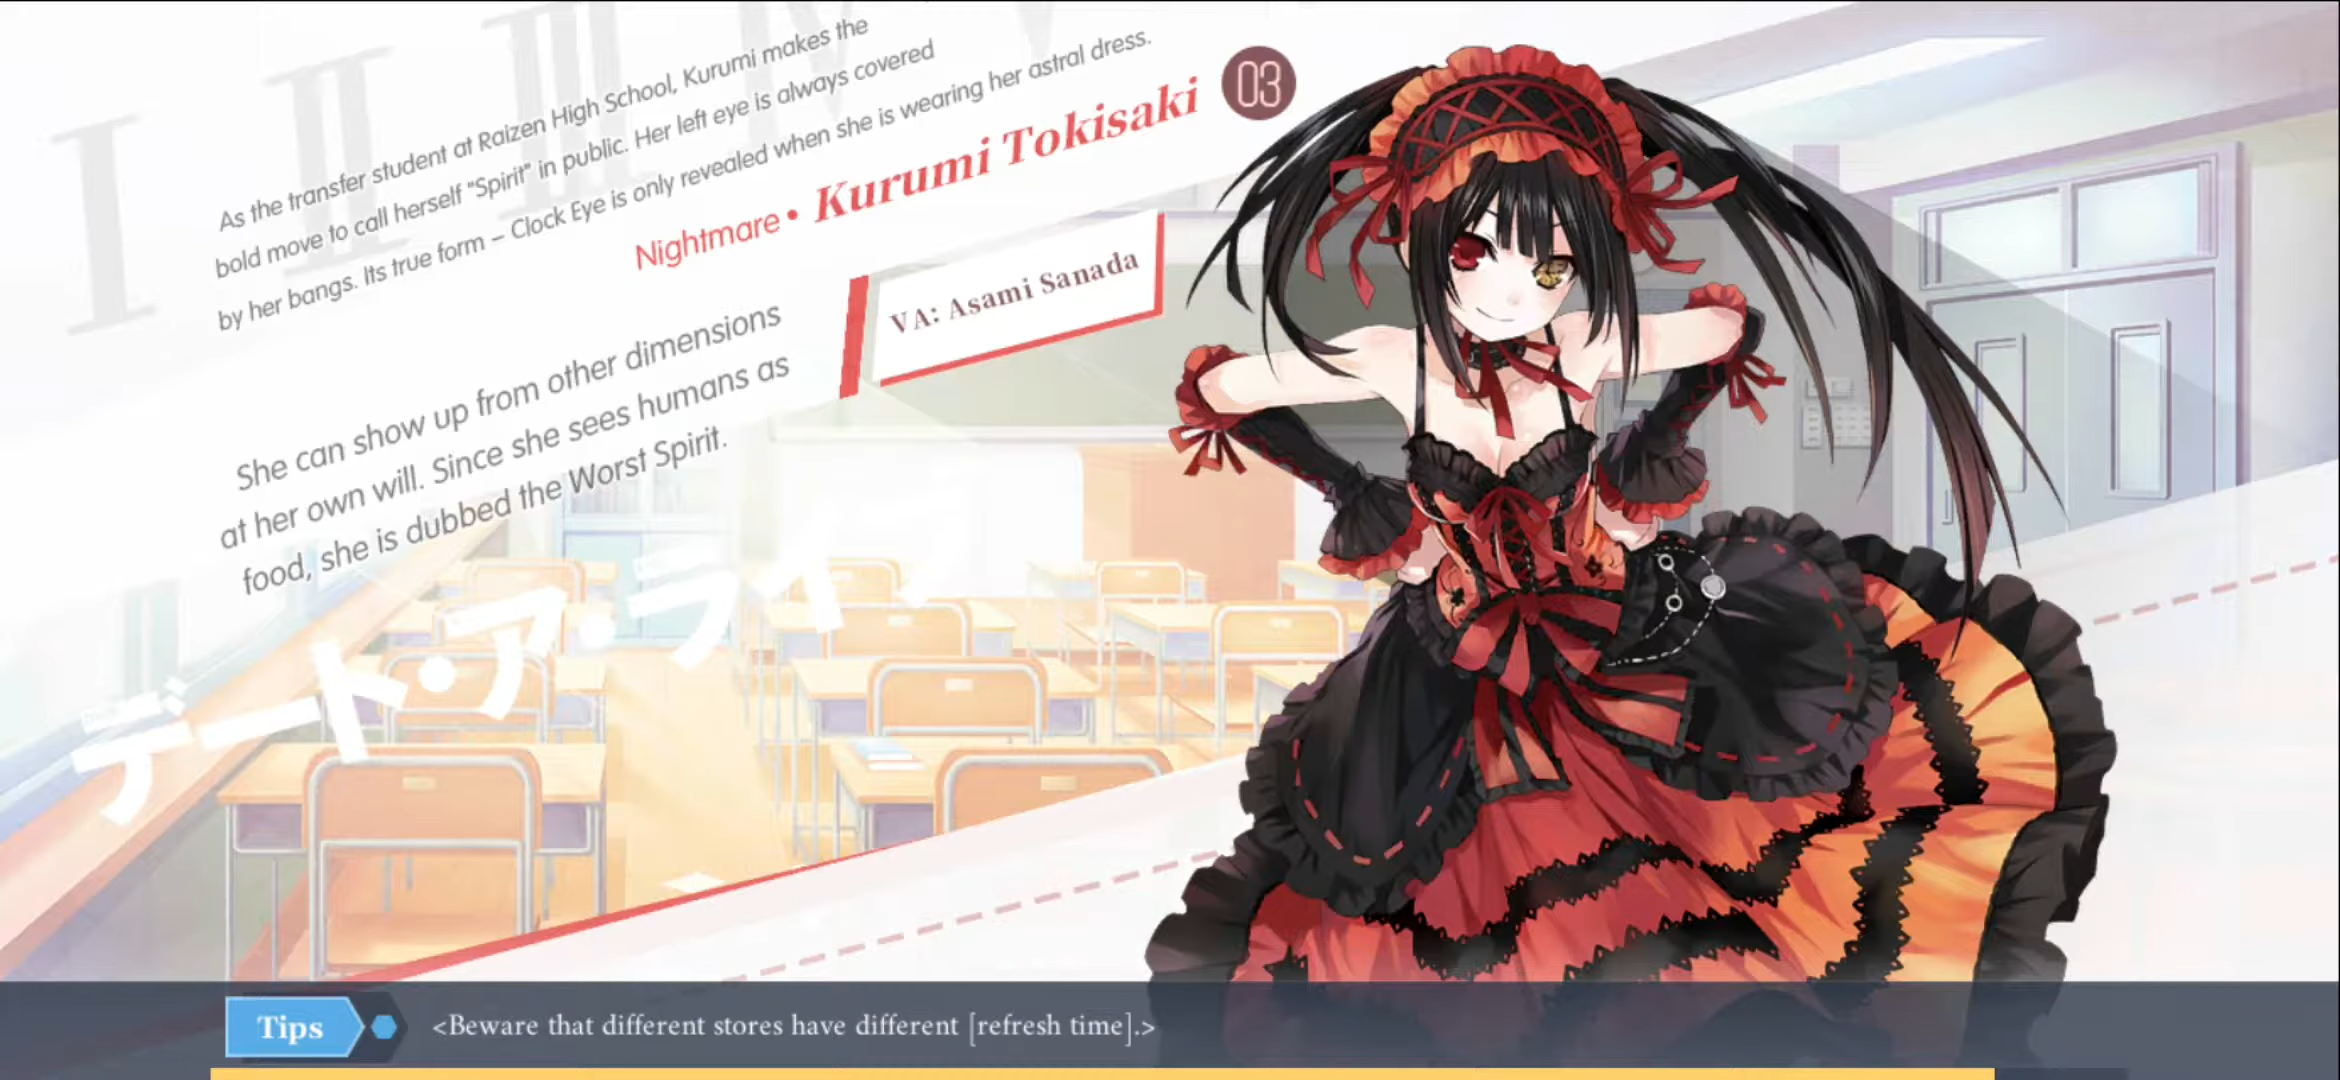 I II III IV V
As the transfer student at Raizen High School, Kurumi makes the
bold move to call herself "Spirit" in public. Her left eye is always covered
by her bangs. Its true form – Clock Eye is only revealed when she is wearing her astral dress.
Nightmare • Kurumi Tokisaki
03
VA: Asami Sanada
She can show up from other dimensions
at her own will. Since she sees humans as
food, she is dubbed the Worst Spirit.
デート・ア・ライブ
Tips
<Beware that different stores have different [refresh time].>